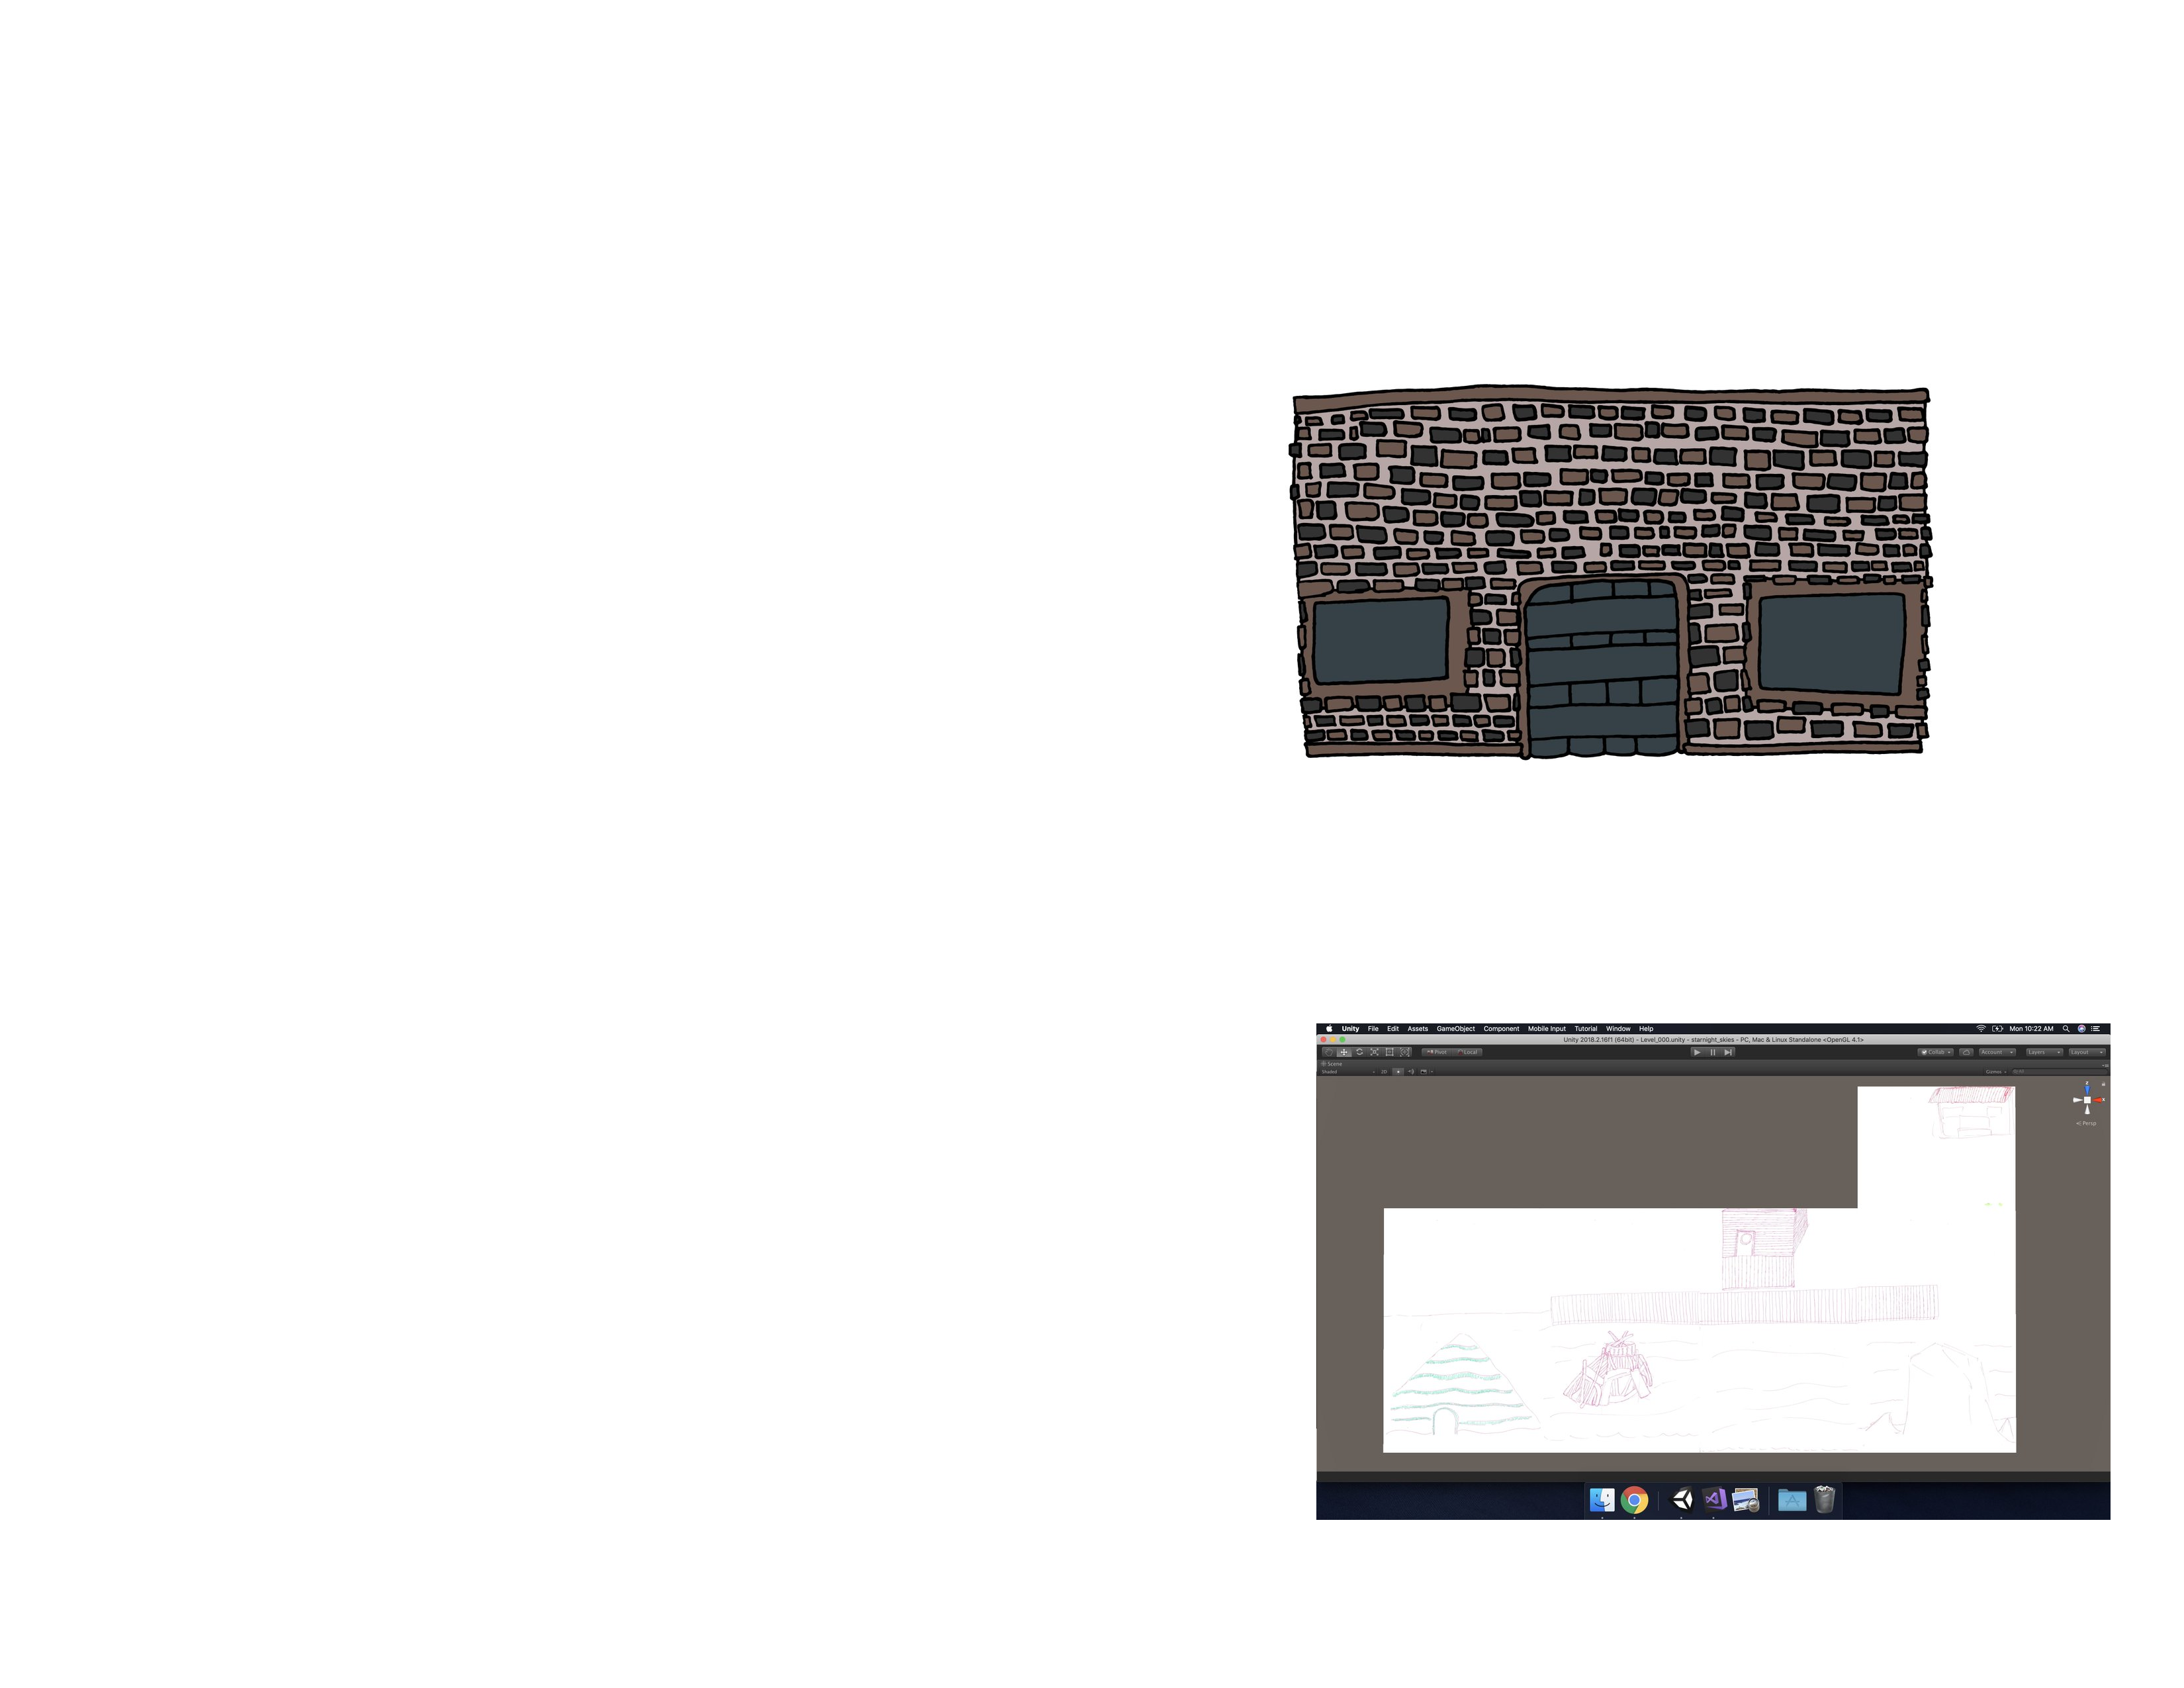 Unity File Edit Assets GameObject Component Mobile Input Tutorial Window Help Mon 10:22 AM
Unity 2018.2.16f1 (64bit) - Level_000.unity - starnight_skies - PC, Mac & Linux Standalone <OpenGL 4.1>
Pivot Local Collab Account Layers Layout
Scene
Shaded 2D Gizmos
Persp